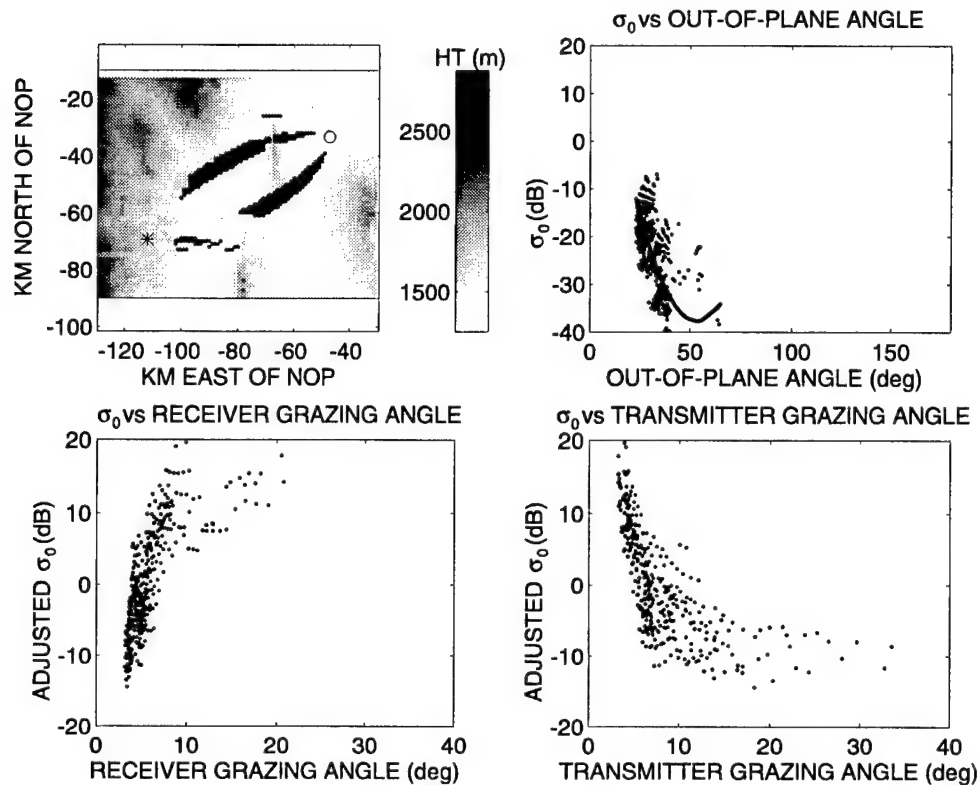 σ₀ vs OUT-OF-PLANE ANGLE
HT (m)
KM NORTH OF NOP
-20
-40
-60
-80
-100
-120 -100 -80 -60 -40
KM EAST OF NOP
2500
2000
1500
σ₀ (dB)
20
10
0
-10
-20
-30
-40
0 50 100 150
OUT-OF-PLANE ANGLE (deg)
σ₀ vs RECEIVER GRAZING ANGLE
ADJUSTED σ₀ (dB)
20
10
0
-10
-20
0 10 20 30 40
RECEIVER GRAZING ANGLE (deg)
σ₀ vs TRANSMITTER GRAZING ANGLE
ADJUSTED σ₀ (dB)
20
10
0
-10
-20
0 10 20 30 40
TRANSMITTER GRAZING ANGLE (deg)